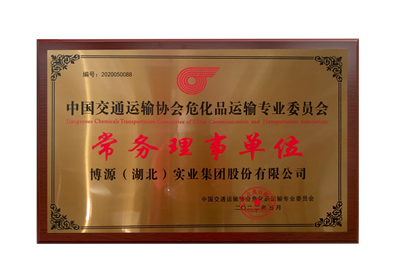 编号：2020050088
中国交通运输协会危化品运输专业委员会
常务理事单位
博源（湖北）实业集团股份有限公司
中国交通运输协会危化品运输专业委员会